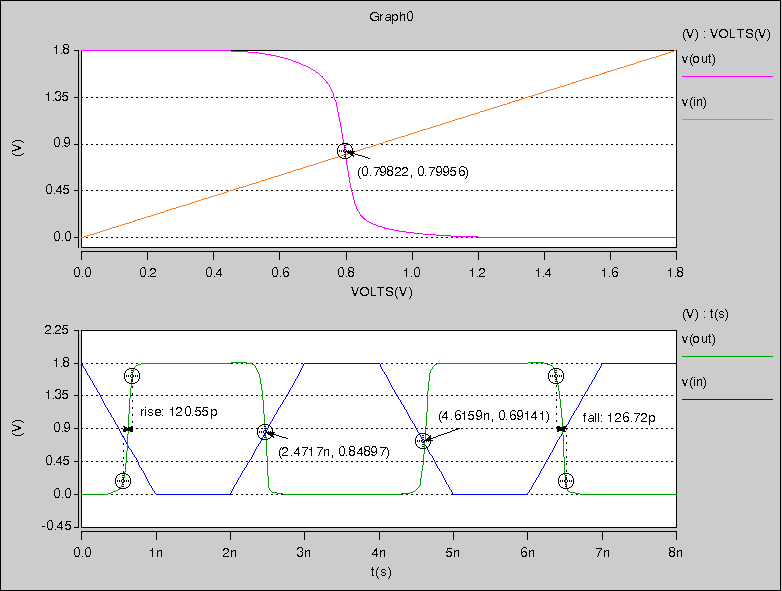 Graph0
(V) : VOLTS(V)
v(out)
v(in)
(V)
1.8
1.35
0.9
0.45
0.0
(0.79822, 0.79956)
0.0 0.2 0.4 0.6 0.8 1.0 1.2 1.4 1.6 1.8
VOLTS(V)
(V) : t(s)
v(out)
v(in)
(V)
2.25
1.8
1.35
0.9
0.45
0.0
-0.45
rise: 120.55p
(2.4717n, 0.84897)
(4.6159n, 0.69141)
fall: 126.72p
0.0 1n 2n 3n 4n 5n 6n 7n 8n
t(s)